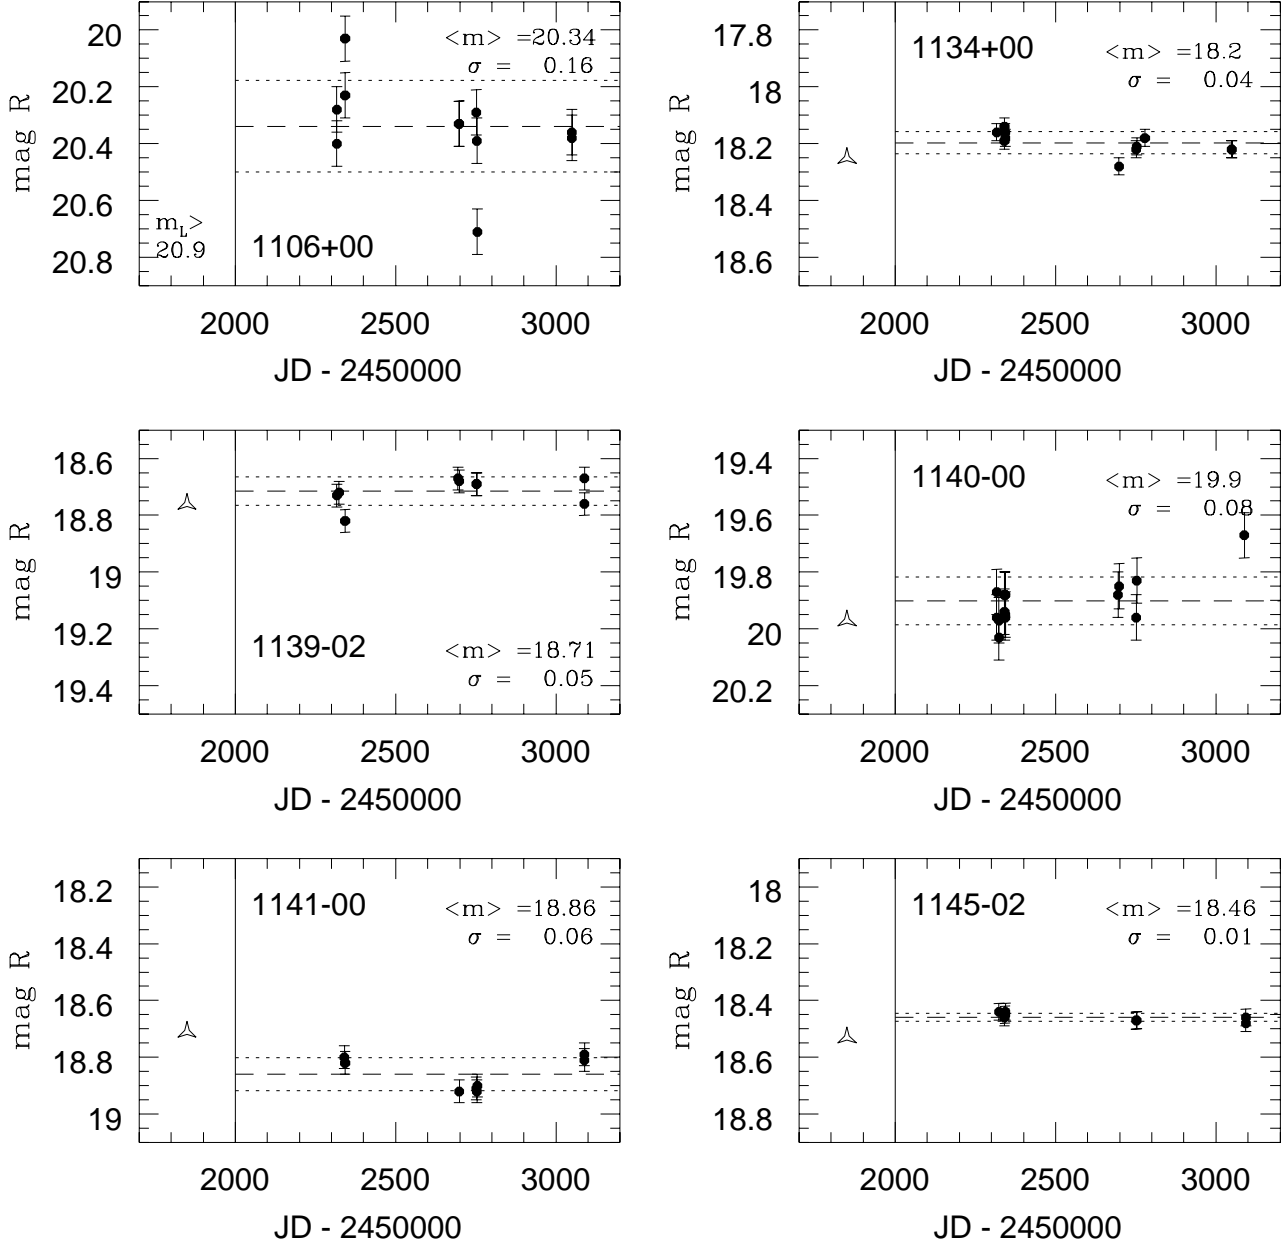 20
20.2
20.4
20.6
20.8
mag R
<m> =20.34
σ = 0.16
m_L>
20.9
1106+00
2000 2500 3000
JD - 2450000
17.8
18
18.2
18.4
18.6
mag R
1134+00
<m> =18.2
σ = 0.04
2000 2500 3000
JD - 2450000
18.6
18.8
19
19.2
19.4
mag R
1139-02
<m> =18.71
σ = 0.05
2000 2500 3000
JD - 2450000
19.4
19.6
19.8
20
20.2
mag R
1140-00
<m> =19.9
σ = 0.08
2000 2500 3000
JD - 2450000
18.2
18.4
18.6
18.8
19
mag R
1141-00
<m> =18.86
σ = 0.06
2000 2500 3000
JD - 2450000
18
18.2
18.4
18.6
18.8
mag R
1145-02
<m> =18.46
σ = 0.01
2000 2500 3000
JD - 2450000